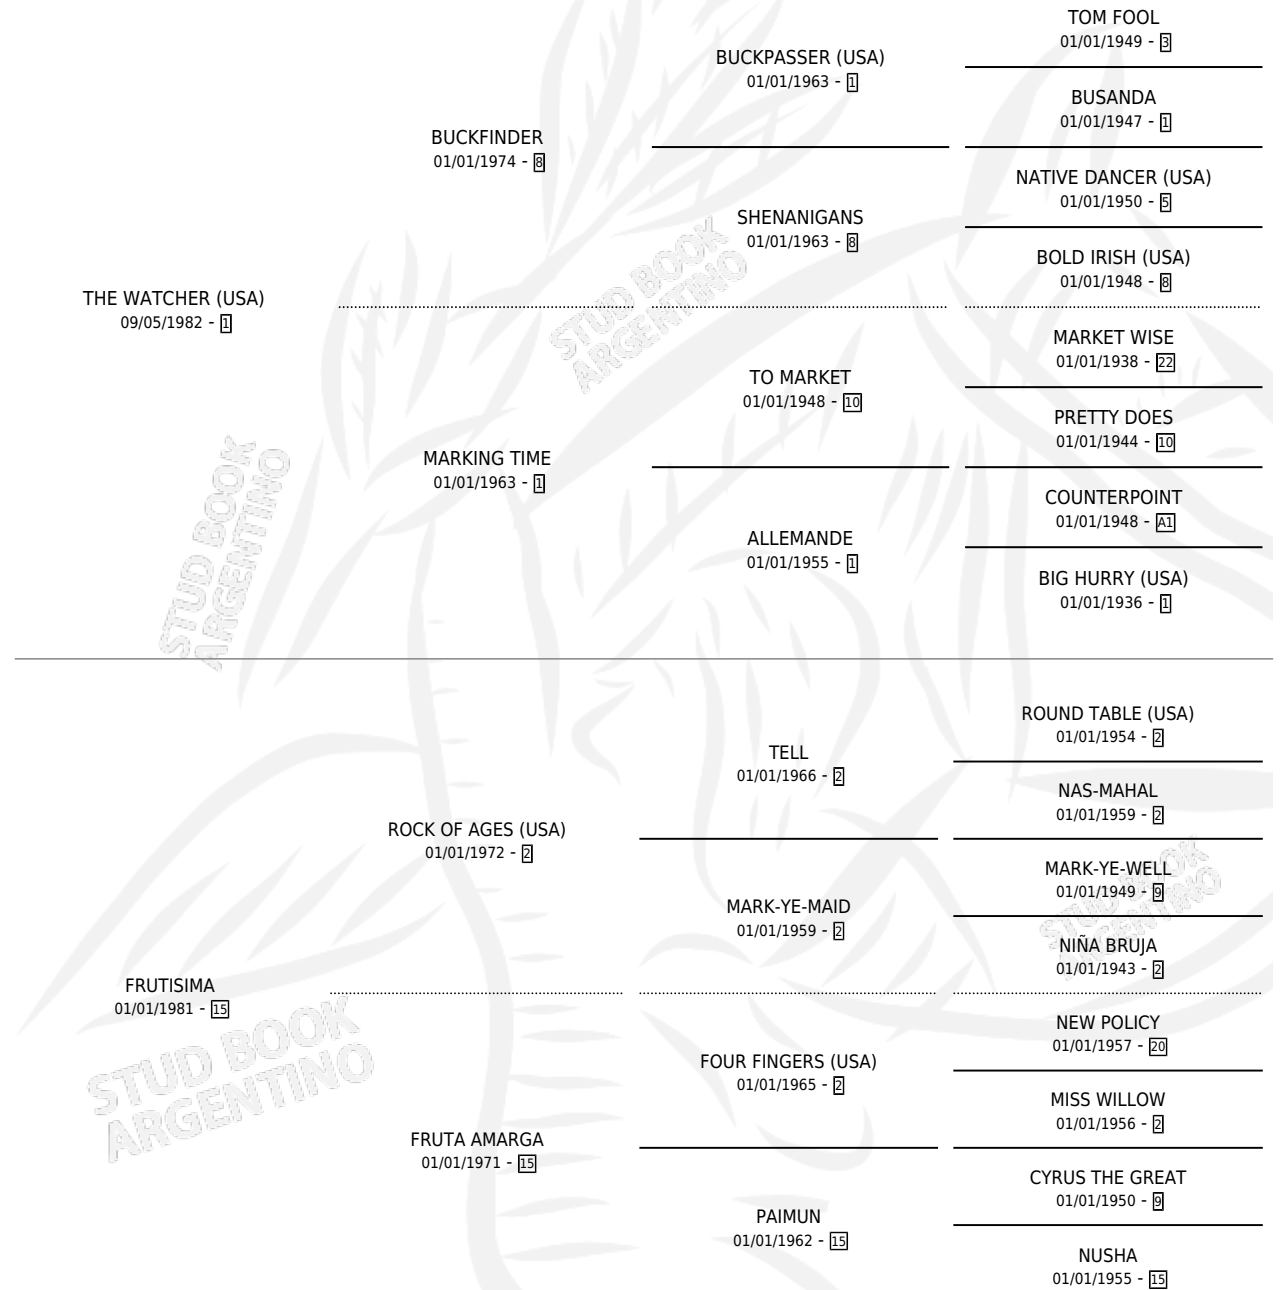 TOM FOOL
01/01/1949 - 3
BUCKPASSER (USA)
01/01/1963 - 1
BUSANDA
01/01/1947 - 1
BUCKFINDER
01/01/1974 - 8
NATIVE DANCER (USA)
01/01/1950 - 5
SHENANIGANS
01/01/1963 - 8
BOLD IRISH (USA)
01/01/1948 - 8
THE WATCHER (USA)
09/05/1982 - 1
MARKET WISE
01/01/1938 - 22
TO MARKET
01/01/1948 - 10
PRETTY DOES
01/01/1944 - 10
MARKING TIME
01/01/1963 - 1
COUNTERPOINT
01/01/1948 - A1
ALLEMANDE
01/01/1955 - 1
BIG HURRY (USA)
01/01/1936 - 1
ROUND TABLE (USA)
01/01/1954 - 2
TELL
01/01/1966 - 2
NAS-MAHAL
01/01/1959 - 2
ROCK OF AGES (USA)
01/01/1972 - 2
MARK-YE-WELL
01/01/1949 - 9
MARK-YE-MAID
01/01/1959 - 2
NIÑA BRUJA
01/01/1943 - 2
FRUTISIMA
01/01/1981 - 15
NEW POLICY
01/01/1957 - 20
FOUR FINGERS (USA)
01/01/1965 - 2
MISS WILLOW
01/01/1956 - 2
FRUTA AMARGA
01/01/1971 - 15
CYRUS THE GREAT
01/01/1950 - 9
PAIMUN
01/01/1962 - 15
NUSHA
01/01/1955 - 15
STUD BOOK
ARGENTINO
STUD BOOK
ARGENTINO
STUD BOOK
ARGENTINO
STUD BOOK
ARGENTINO